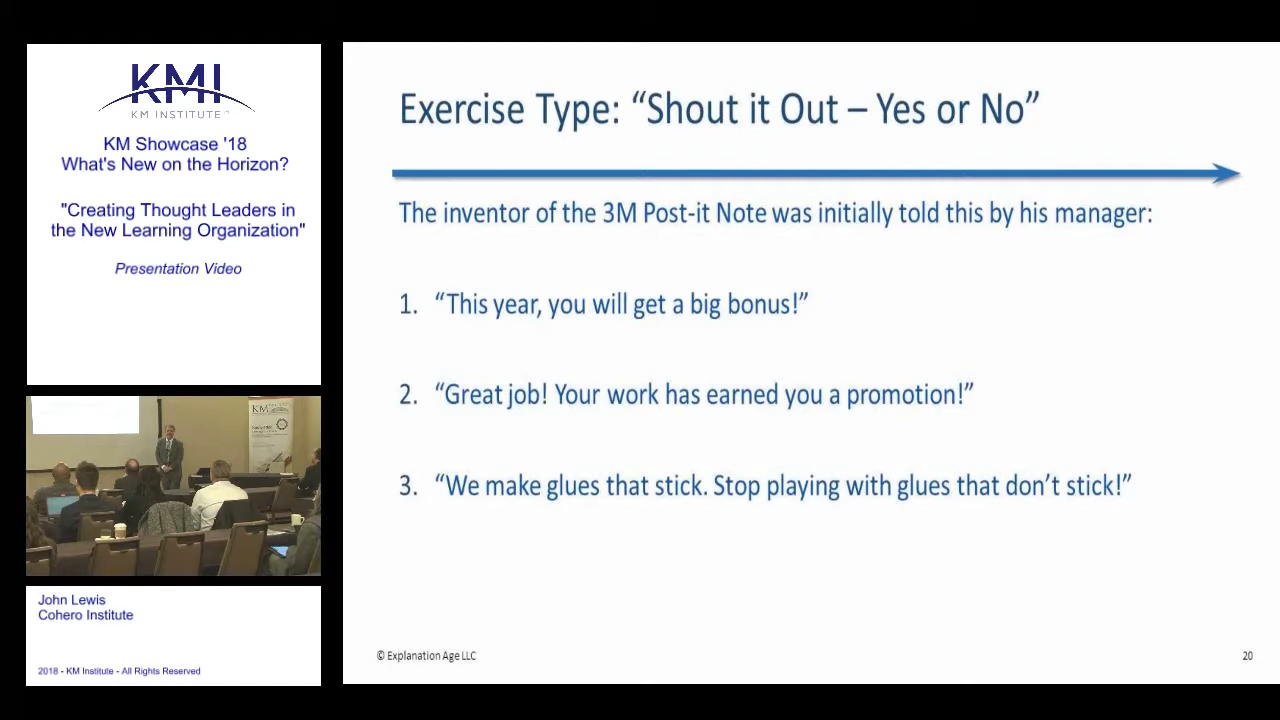 KMI
KM INSTITUTE
KM Showcase '18
What's New on the Horizon?
"Creating Thought Leaders in
the New Learning Organization"
Presentation Video
KM
John Lewis
Cohero Institute
2018 - KM Institute - All Rights Reserved
Exercise Type: “Shout it Out – Yes or No”
The inventor of the 3M Post-it Note was initially told this by his manager:
1. “This year, you will get a big bonus!”
2. “Great job! Your work has earned you a promotion!”
3. “We make glues that stick. Stop playing with glues that don’t stick!”
© Explanation Age LLC
20